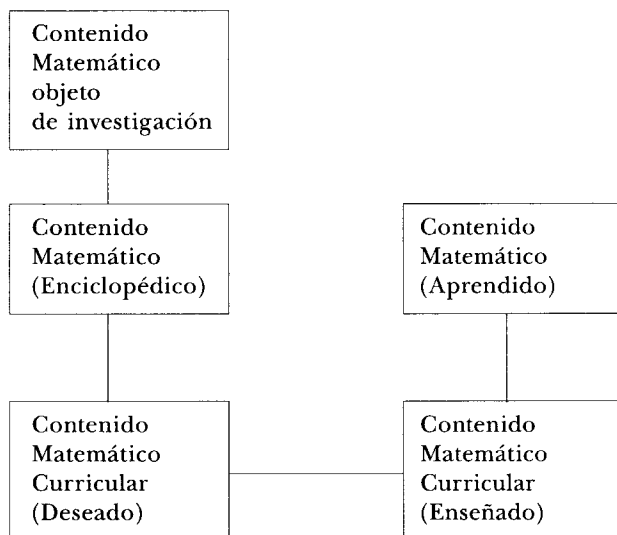 Contenido
Matemático
objeto
de investigación
Contenido
Matemático
(Enciclopédico)
Contenido
Matemático
(Aprendido)
Contenido
Matemático
Curricular
(Deseado)
Contenido
Matemático
Curricular
(Enseñado)